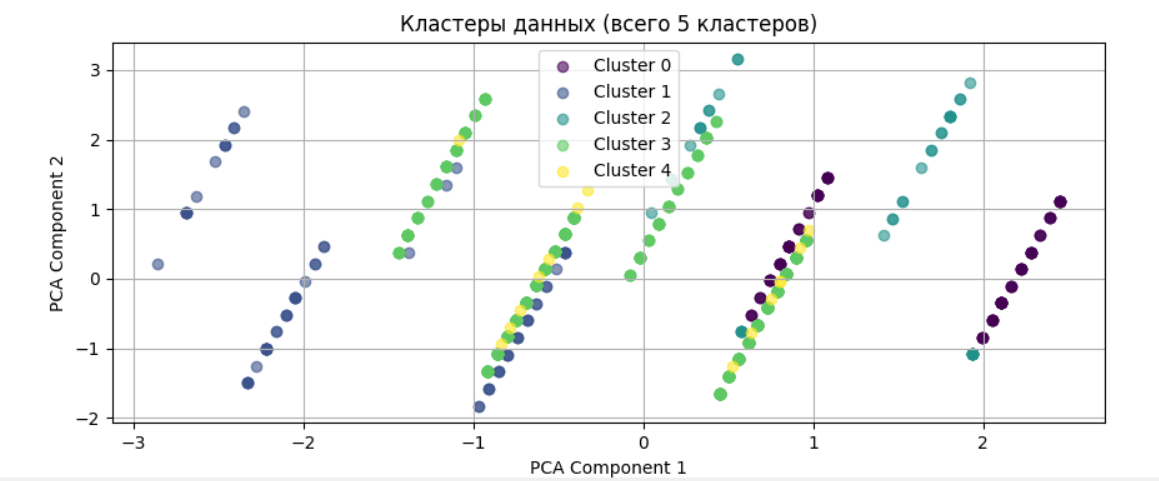 Кластеры данных (всего 5 кластеров)
Cluster 0
Cluster 1
Cluster 2
Cluster 3
Cluster 4
PCA Component 2
3
2
1
0
−1
−2
−3
−2
−1
0
1
2
PCA Component 1